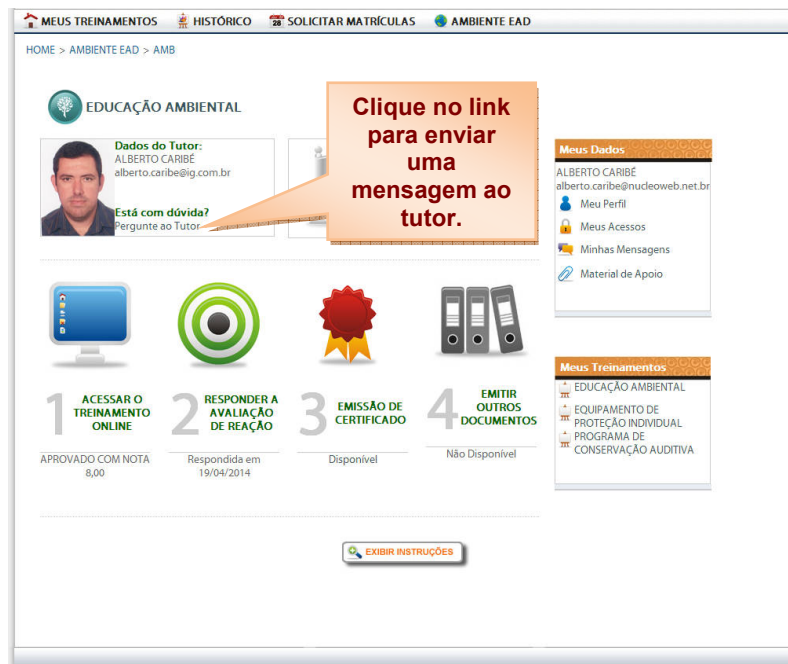 MEUS TREINAMENTOS HISTÓRICO 28 SOLICITAR MATRÍCULAS AMBIENTE EAD
HOME > AMBIENTE EAD > AMB
EDUCAÇÃO AMBIENTAL
Dados do Tutor:
ALBERTO CARIBÉ
alberto.caribe@ig.com.br
Está com dúvida?
Pergunte ao Tutor
Clique no link
para enviar
uma
mensagem ao
tutor.
Meus Dados
ALBERTO CARIBÉ
alberto.caribe@nucleoweb.net.br
Meu Perfil
Meus Acessos
Minhas Mensagens
Material de Apoio
1 ACESSAR O
TREINAMENTO
ONLINE
APROVADO COM NOTA
8,00
2 RESPONDER A
AVALIAÇÃO
DE REAÇÃO
Respondida em
19/04/2014
3 EMISSÃO DE
CERTIFICADO
Disponível
4 EMITIR
OUTROS
DOCUMENTOS
Não Disponível
Meus Treinamentos
EDUCAÇÃO AMBIENTAL
EQUIPAMENTO DE
PROTEÇÃO INDIVIDUAL
PROGRAMA DE
CONSERVAÇÃO AUDITIVA
EXIBIR INSTRUÇÕES